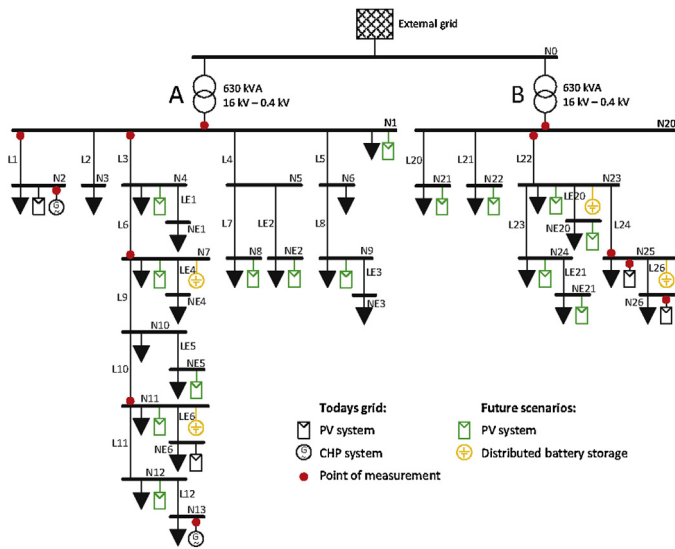 External grid
N0
A
630 kVA
16 kV – 0.4 kV
B
630 kVA
16 kV – 0.4 kV
N1
N20
L1
L2
L3
L4
L5
L20
L21
L22
N2
N3
N4
N5
N6
N21
N22
N23
G
~
L6
LE1
L7
LE2
L8
LE20
L23
L24
NE1
NE20
N7
N8
NE2
N9
N24
N25
LE4
LE3
LE21
L26
L9
NE4
NE3
NE21
N26
N10
L10
LE5
NE5
N11
LE6
L11
NE6
N12
L12
N13
G
~
Todays grid:
PV system
G
~
CHP system
Point of measurement
Future scenarios:
PV system
Distributed battery storage